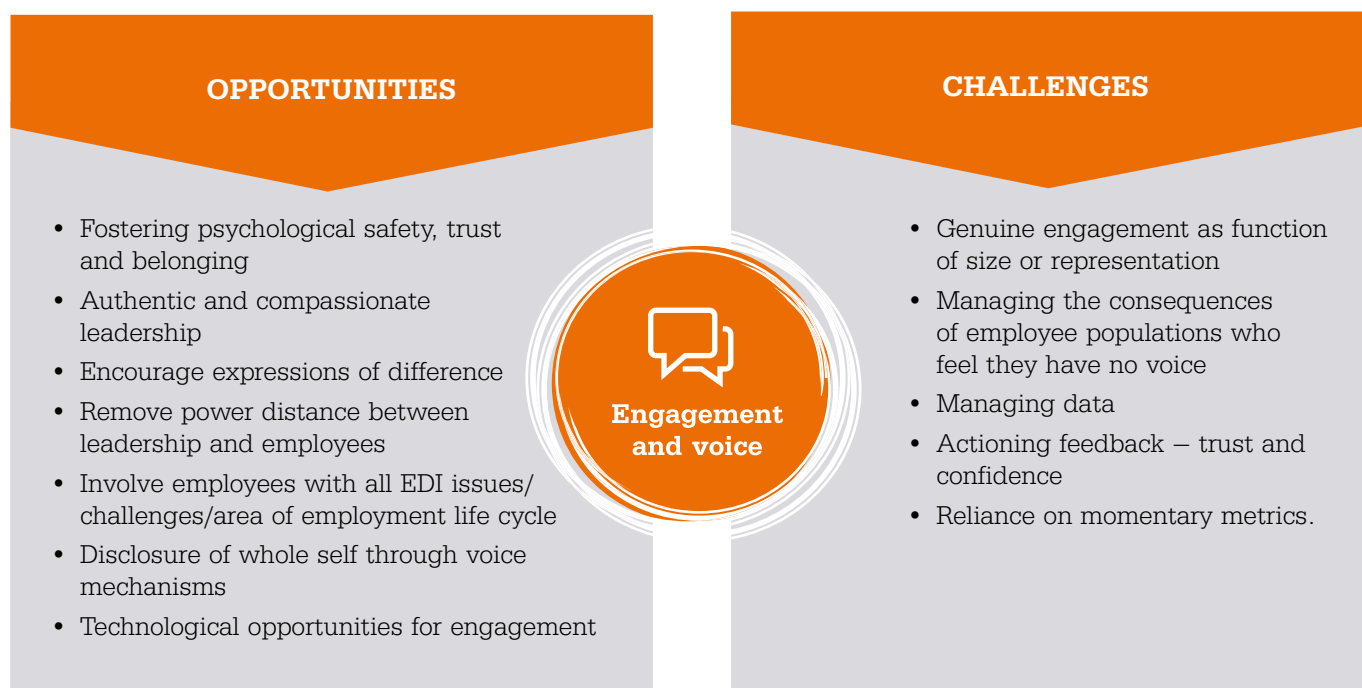 OPPORTUNITIES
• Fostering psychological safety, trust
and belonging
• Authentic and compassionate
leadership
• Encourage expressions of difference
• Remove power distance between
leadership and employees
• Involve employees with all EDI issues/
challenges/area of employment life cycle
• Disclosure of whole self through voice
mechanisms
• Technological opportunities for engagement
Engagement
and voice
CHALLENGES
• Genuine engagement as function
of size or representation
• Managing the consequences
of employee populations who
feel they have no voice
• Managing data
• Actioning feedback – trust and
confidence
• Reliance on momentary metrics.